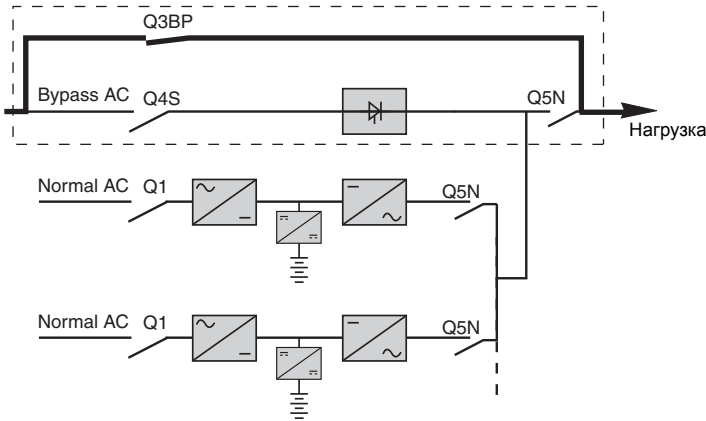 Q3BP
Bypass AC Q4S
Q5N
Нагрузка
Normal AC Q1
Q5N
Normal AC Q1
Q5N